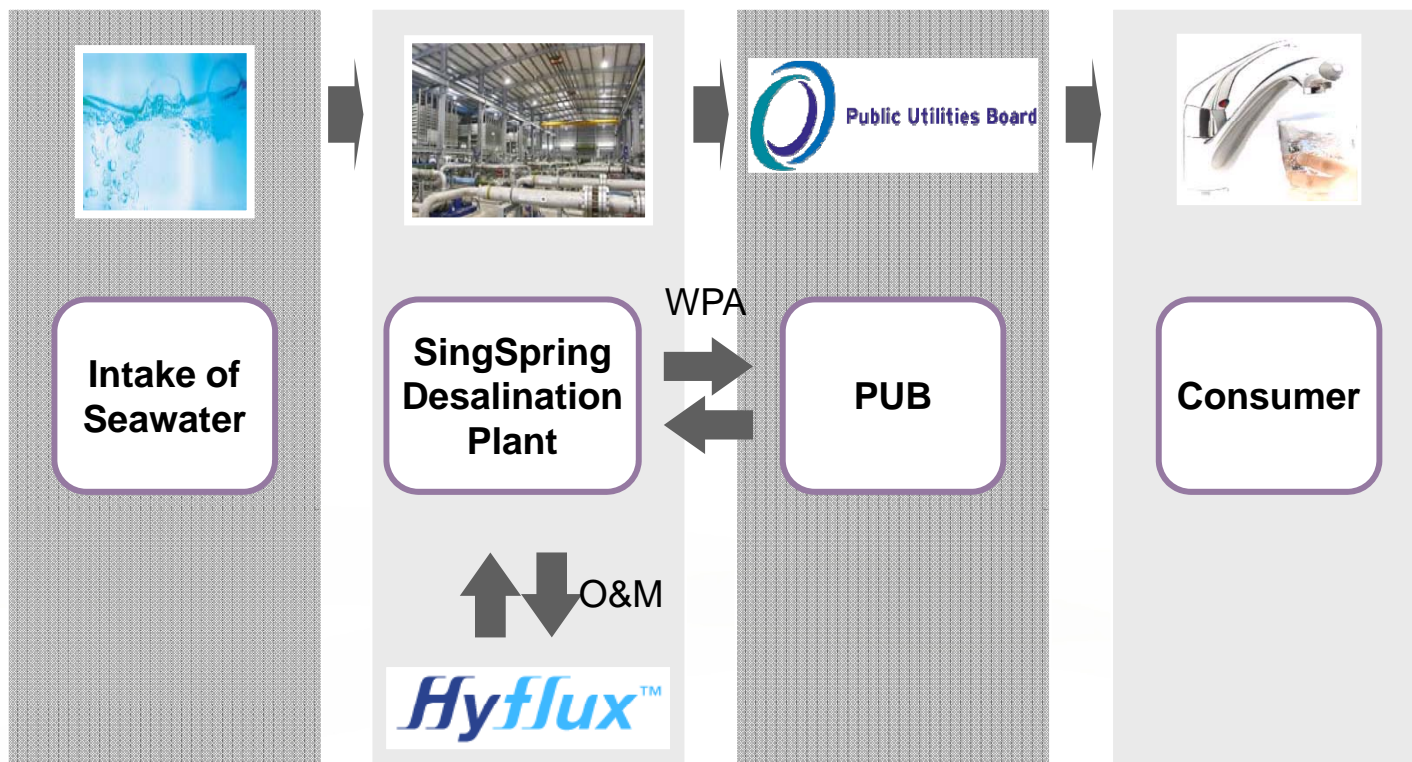 Public Utilities Board
WPA
Intake of
Seawater
SingSpring
Desalination
Plant
PUB
Consumer
O&M
Hyflux™